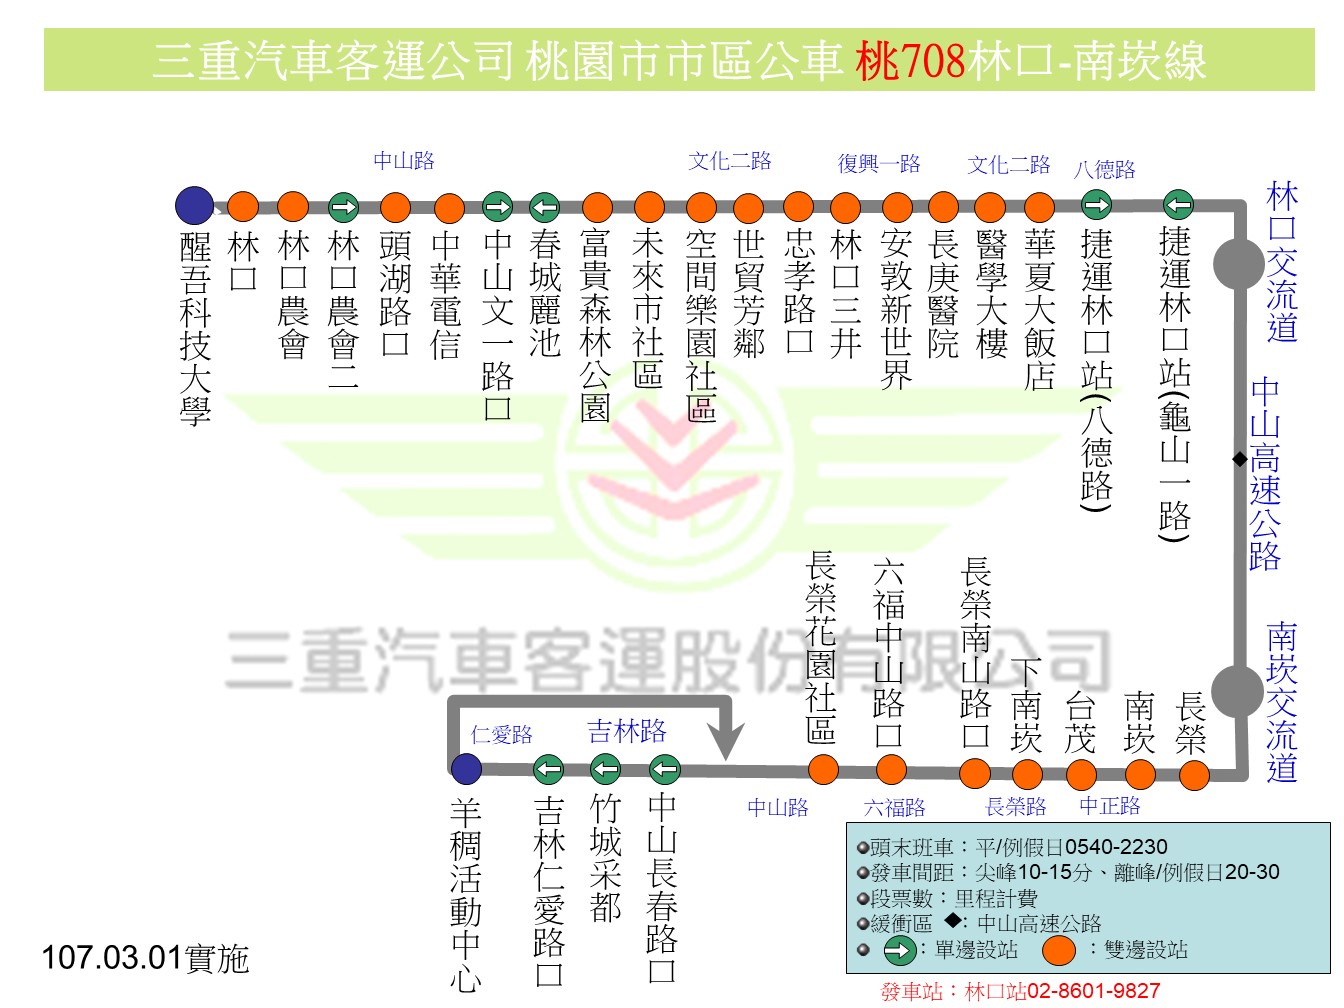 三重汽車客運公司 桃園市市區公車 桃708林口-南崁線
中山路
文化二路
復興一路
文化二路
八德路
醒吾科技大學
林口
林口農會
林口農會二
頭湖路口
中華電信
中山文一路口
春城麗池
富貴森林公園
未來市社區
空間樂園社區
世貿芳鄰
忠孝路口
林口三井
安敦新世界
長庚醫院
醫學大樓
華夏大飯店
捷運林口站(八德路)
捷運林口站(龜山一路)
林口交流道
中山高速公路
南崁交流道
三重汽車客運股份有限公司
長榮花園社區
六福中山路口
長榮南山路口
下南崁
台茂
南崁
長榮
仁愛路
吉林路
中山路
六福路
長榮路
中正路
羊稠活動中心
吉林仁愛路口
竹城采都
中山長春路口
頭末班車：平/例假日0540-2230
發車間距：尖峰10-15分、離峰/例假日20-30
段票數：里程計費
緩衝區 ◆：中山高速公路
：單邊設站 ：雙邊設站
107.03.01實施
發車站：林口站02-8601-9827